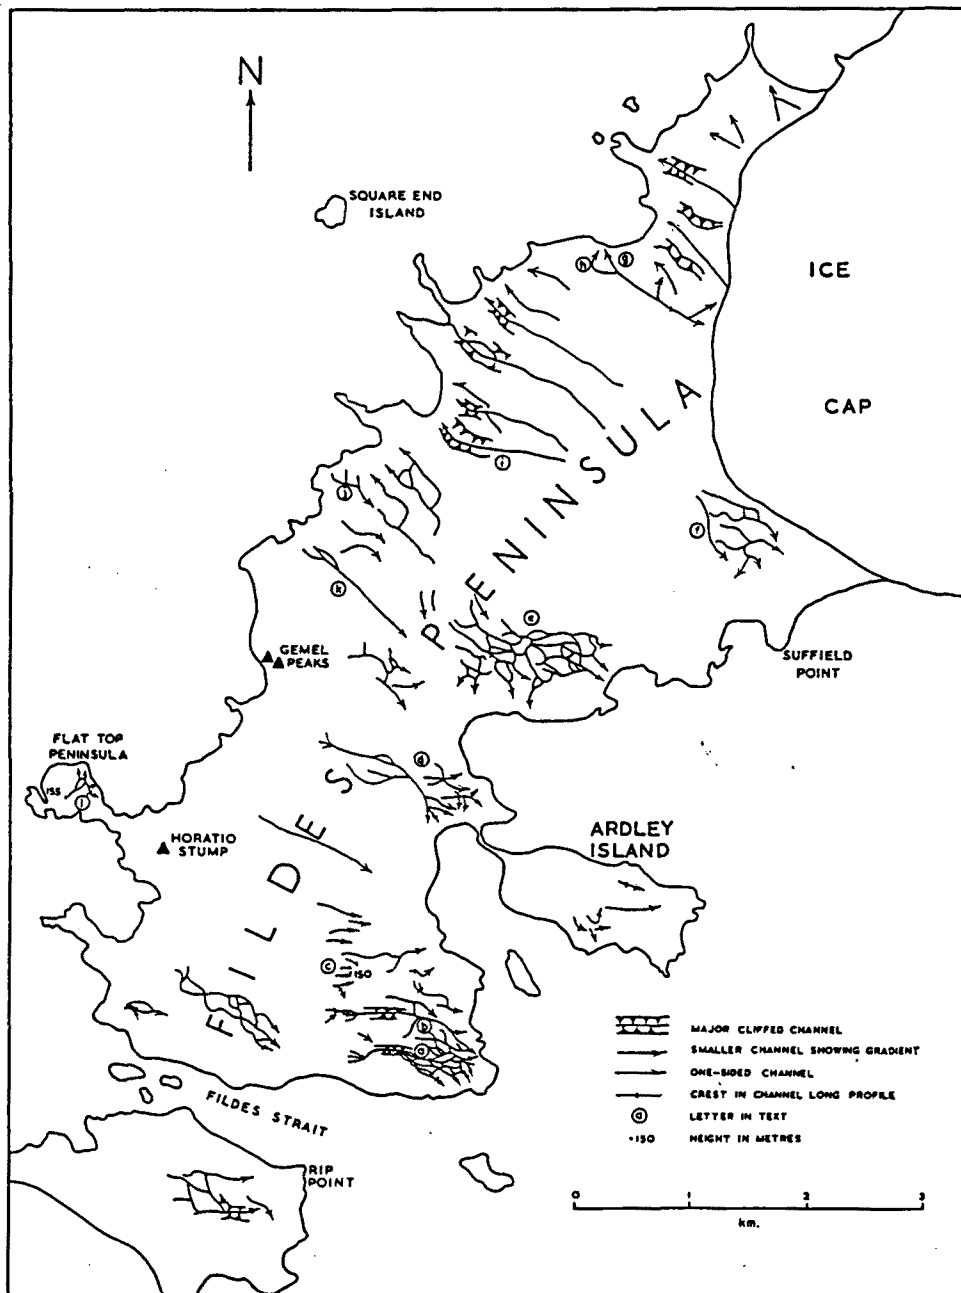 N
SQUARE END
ISLAND
ICE
CAP
FILDES PENINSULA
h
g
i
j
k
f
e
GEMEL
PEAKS
SUFFIELD
POINT
FLAT TOP
PENINSULA
155
l
d
HORATIO
STUMP
ARDLEY
ISLAND
c
150
b
a
MAJOR CLIFFED CHANNEL
SMALLER CHANNEL SHOWING GRADIENT
ONE-SIDED CHANNEL
CREST IN CHANNEL LONG PROFILE
a LETTER IN TEXT
•150 HEIGHT IN METRES
FILDES STRAIT
RIP
POINT
0 1 2 3
km.